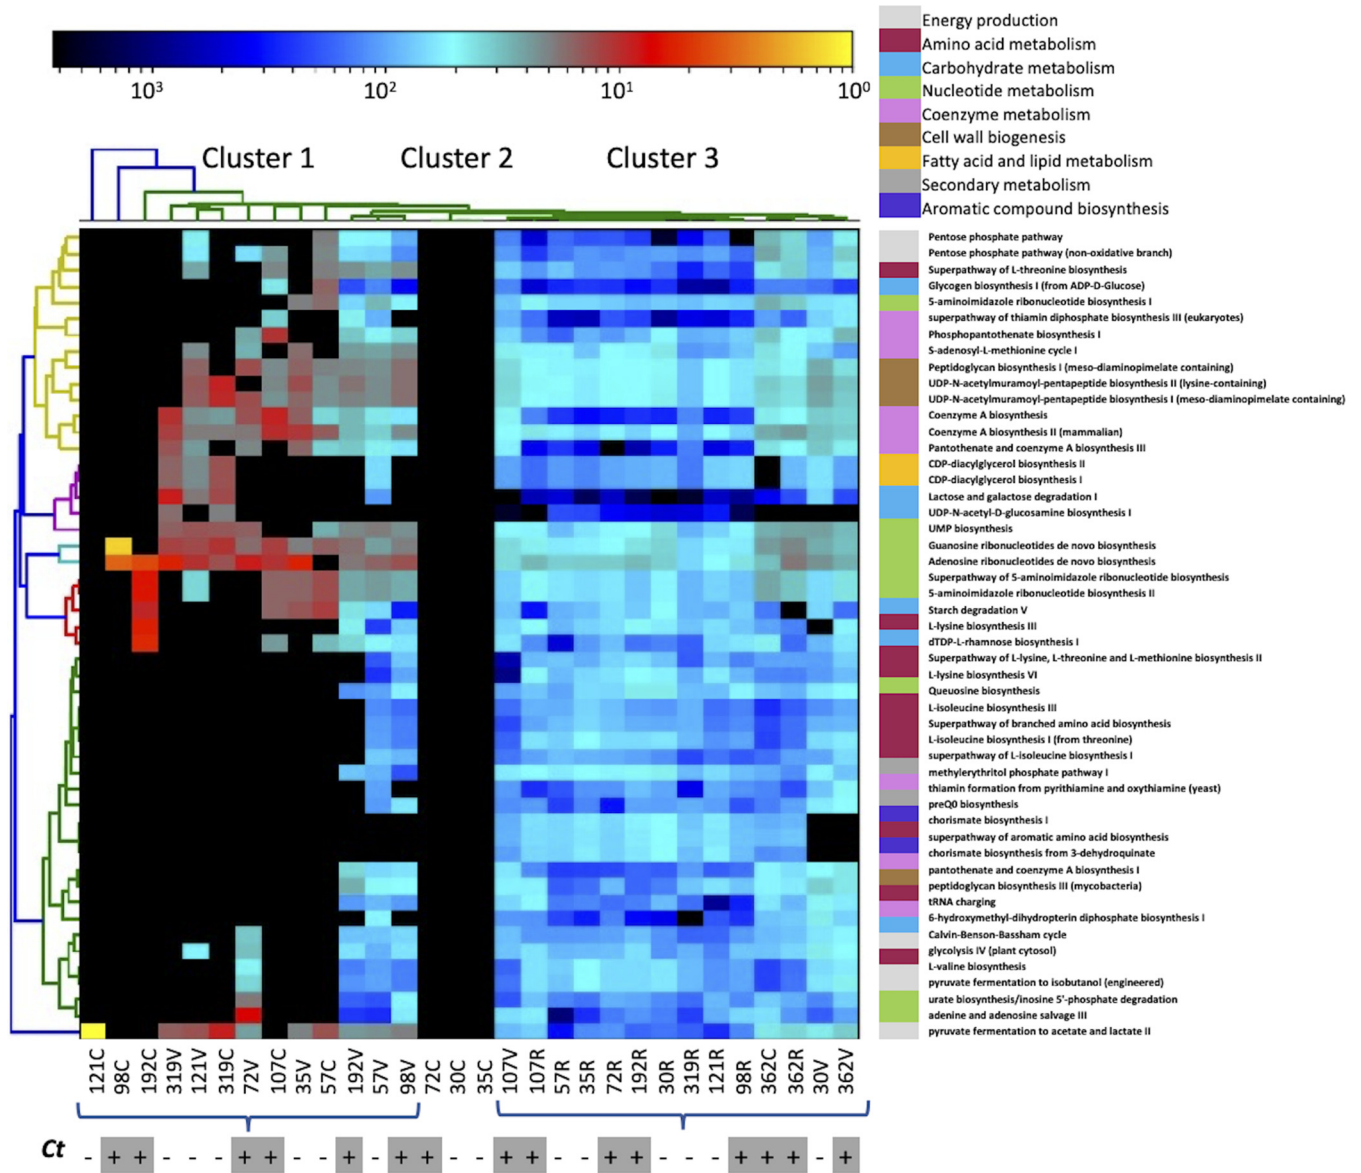 10³ 10² 10¹ 10⁰
Cluster 1 Cluster 2 Cluster 3
Energy production
Amino acid metabolism
Carbohydrate metabolism
Nucleotide metabolism
Coenzyme metabolism
Cell wall biogenesis
Fatty acid and lipid metabolism
Secondary metabolism
Aromatic compound biosynthesis
Pentose phosphate pathway
Pentose phosphate pathway (non-oxidative branch)
Superpathway of L-threonine biosynthesis
Glycogen biosynthesis I (from ADP-D-Glucose)
5-aminoimidazole ribonucleotide biosynthesis I
superpathway of thiamin diphosphate biosynthesis III (eukaryotes)
Phosphopantothenate biosynthesis I
S-adenosyl-L-methionine cycle I
Peptidoglycan biosynthesis I (meso-diaminopimelate containing)
UDP-N-acetylmuramoyl-pentapeptide biosynthesis II (lysine-containing)
UDP-N-acetylmuramoyl-pentapeptide biosynthesis I (meso-diaminopimelate containing)
Coenzyme A biosynthesis
Coenzyme A biosynthesis II (mammalian)
Pantothenate and coenzyme A biosynthesis III
CDP-diacylglycerol biosynthesis II
CDP-diacylglycerol biosynthesis I
Lactose and galactose degradation I
UDP-N-acetyl-D-glucosamine biosynthesis I
UMP biosynthesis
Guanosine ribonucleotides de novo biosynthesis
Adenosine ribonucleotides de novo biosynthesis
Superpathway of 5-aminoimidazole ribonucleotide biosynthesis
5-aminoimidazole ribonucleotide biosynthesis II
Starch degradation V
L-lysine biosynthesis III
dTDP-L-rhamnose biosynthesis I
Superpathway of L-lysine, L-threonine and L-methionine biosynthesis II
L-lysine biosynthesis VI
Queuosine biosynthesis
L-isoleucine biosynthesis III
Superpathway of branched amino acid biosynthesis
L-isoleucine biosynthesis I (from threonine)
superpathway of L-isoleucine biosynthesis I
methylerythritol phosphate pathway I
thiamin formation from pyrithiamine and oxythiamine (yeast)
preQ0 biosynthesis
chorismate biosynthesis I
superpathway of aromatic amino acid biosynthesis
chorismate biosynthesis from 3-dehydroquinate
pantothenate and coenzyme A biosynthesis I
peptidoglycan biosynthesis III (mycobacteria)
tRNA charging
6-hydroxymethyl-dihydropterin diphosphate biosynthesis I
Calvin-Benson-Bassham cycle
glycolysis IV (plant cytosol)
L-valine biosynthesis
pyruvate fermentation to isobutanol (engineered)
urate biosynthesis/inosine 5'-phosphate degradation
adenine and adenosine salvage III
pyruvate fermentation to acetate and lactate II
121C 98C 192C 319V 121V 319C 72V 107C 35V 57C 192V 57V 98V 72C 30C 35C 107V 107R 57R 35R 72R 192R 30R 319R 121R 98R 362C 362R 30V 362V
Ct - + + - - - + + - - + - + + - - + + - - + + - - - + + + - +